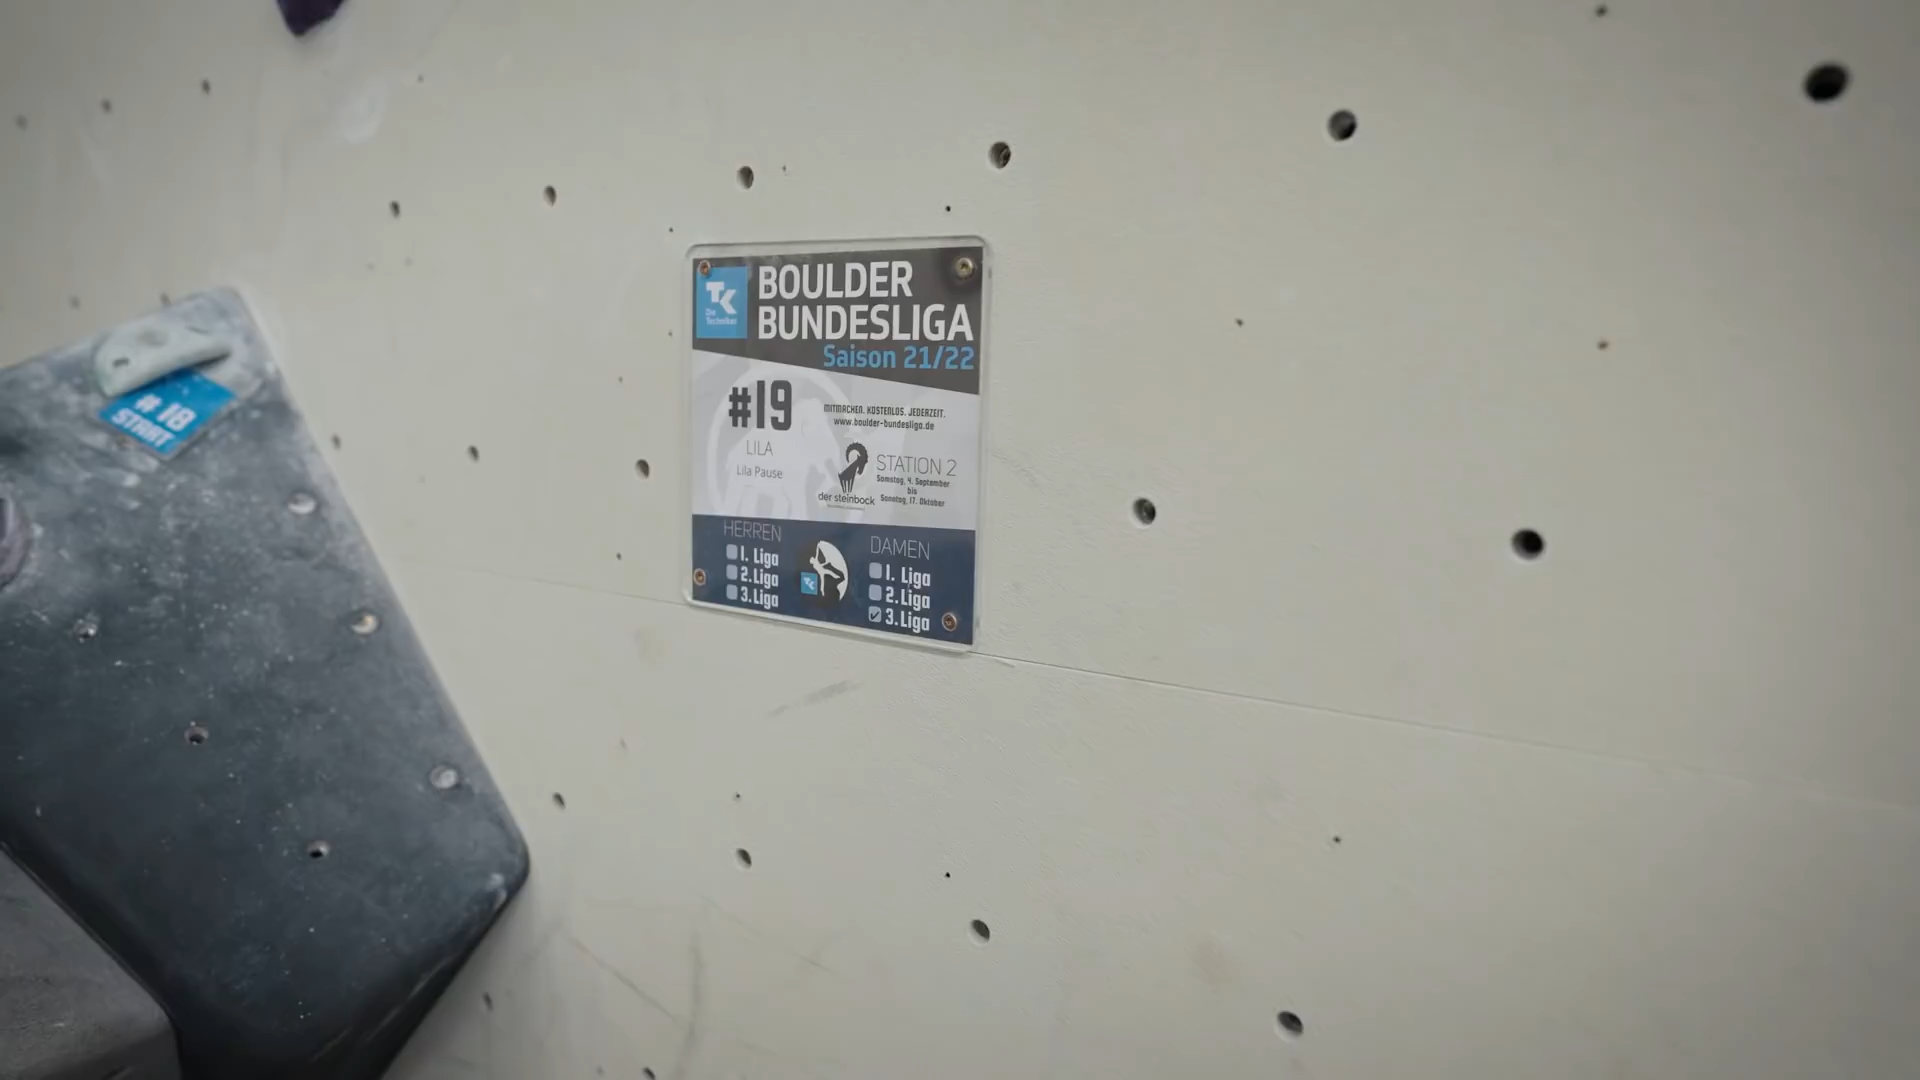 TK
Die
Techniker
BOULDER
BUNDESLIGA
Saison 21/22
#19
LILA
Lila Pause
MITMACHEN. KOSTENLOS. JEDERZEIT.
www.boulder-bundesliga.de
der steinbock
STATION 2
Samstag, 4. September
bis
Sonntag, 17. Oktober
HERREN
1. Liga
2. Liga
3. Liga
TK
DAMEN
1. Liga
2. Liga
3. Liga
# 18
START